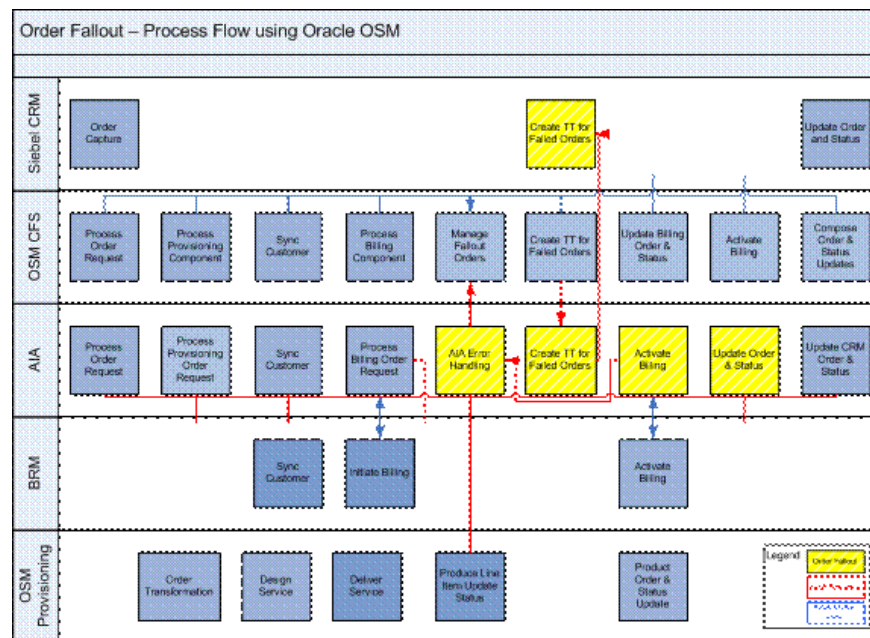 Order Fallout – Process Flow using Oracle OSM
Siebel CRM
Order
Capture
Create TT for
Failed Orders
Update Order
and Status
OSM CFS
Process
Order
Request
Process
Provisioning
Component
Sync
Customer
Process
Billing
Component
Manage
Fallout
Orders
Create TT for
Failed Orders
Update Billing
Order &
Status
Activate
Billing
Compose
Order &
Status
Updates
AIA
Process
Order
Request
Process
Provisioning
Order
Request
Sync
Customer
Process
Billing Order
Request
AIA Error
Handling
Create TT for
Failed Orders
Activate
Billing
Update Order
& Status
Update CRM
Order &
Status
BRM
Sync
Customer
Initiate Billing
Activate
Billing
OSM
Provisioning
Order
Transformation
Design
Service
Deliver
Service
Produce Line
Item Update
Status
Product
Order &
Status
Update
Legend
Order Fallout